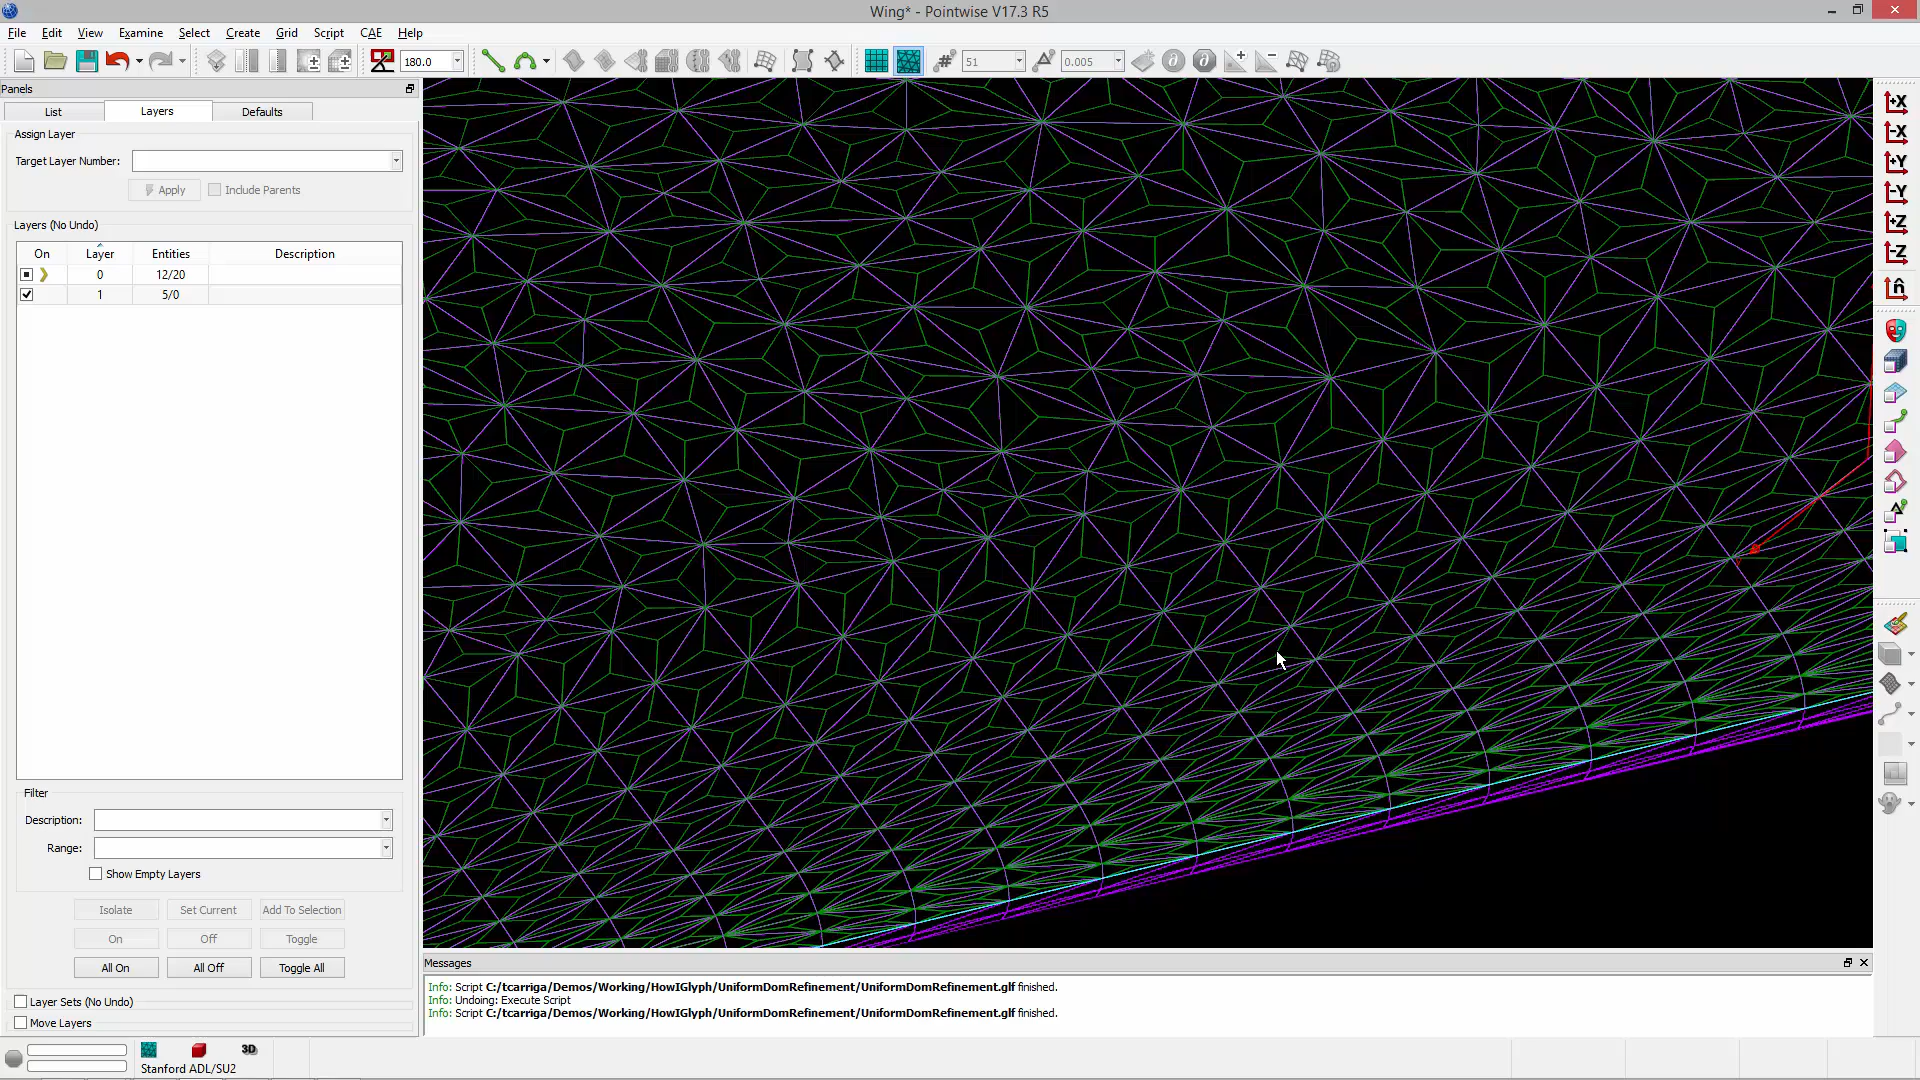 Wing* - Pointwise V17.3 R5
File Edit View Examine Select Create Grid Script CAE Help
180.0 51 0.005
Panels
List Layers Defaults
Assign Layer
Target Layer Number:
Apply Include Parents
Layers (No Undo)
On Layer Entities Description
0 12/20
1 5/0
Filter
Description:
Range:
Show Empty Layers
Isolate Set Current Add To Selection
On Off Toggle
All On All Off Toggle All
Layer Sets (No Undo)
Move Layers
Messages
Info: Script C:/tcarriga/Demos/Working/HowIGlyph/UniformDomRefinement/UniformDomRefinement.glf finished.
Info: Undoing: Execute Script
Info: Script C:/tcarriga/Demos/Working/HowIGlyph/UniformDomRefinement/UniformDomRefinement.glf finished.
3D
Stanford ADL/SU2
+X
-X
+Y
-Y
+Z
-Z
n̂